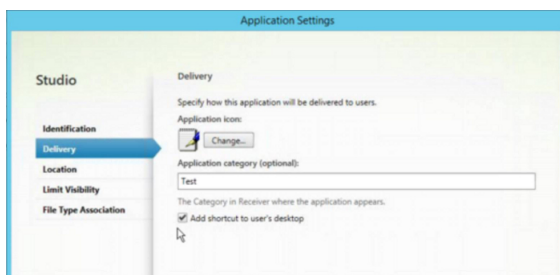 Application Settings
Studio
Identification
Delivery
Location
Limit Visibility
File Type Association
Delivery
Specify how this application will be delivered to users.
Application icon:
Change...
Application category (optional):
Test
The Category in Receiver where the application appears.
Add shortcut to user's desktop